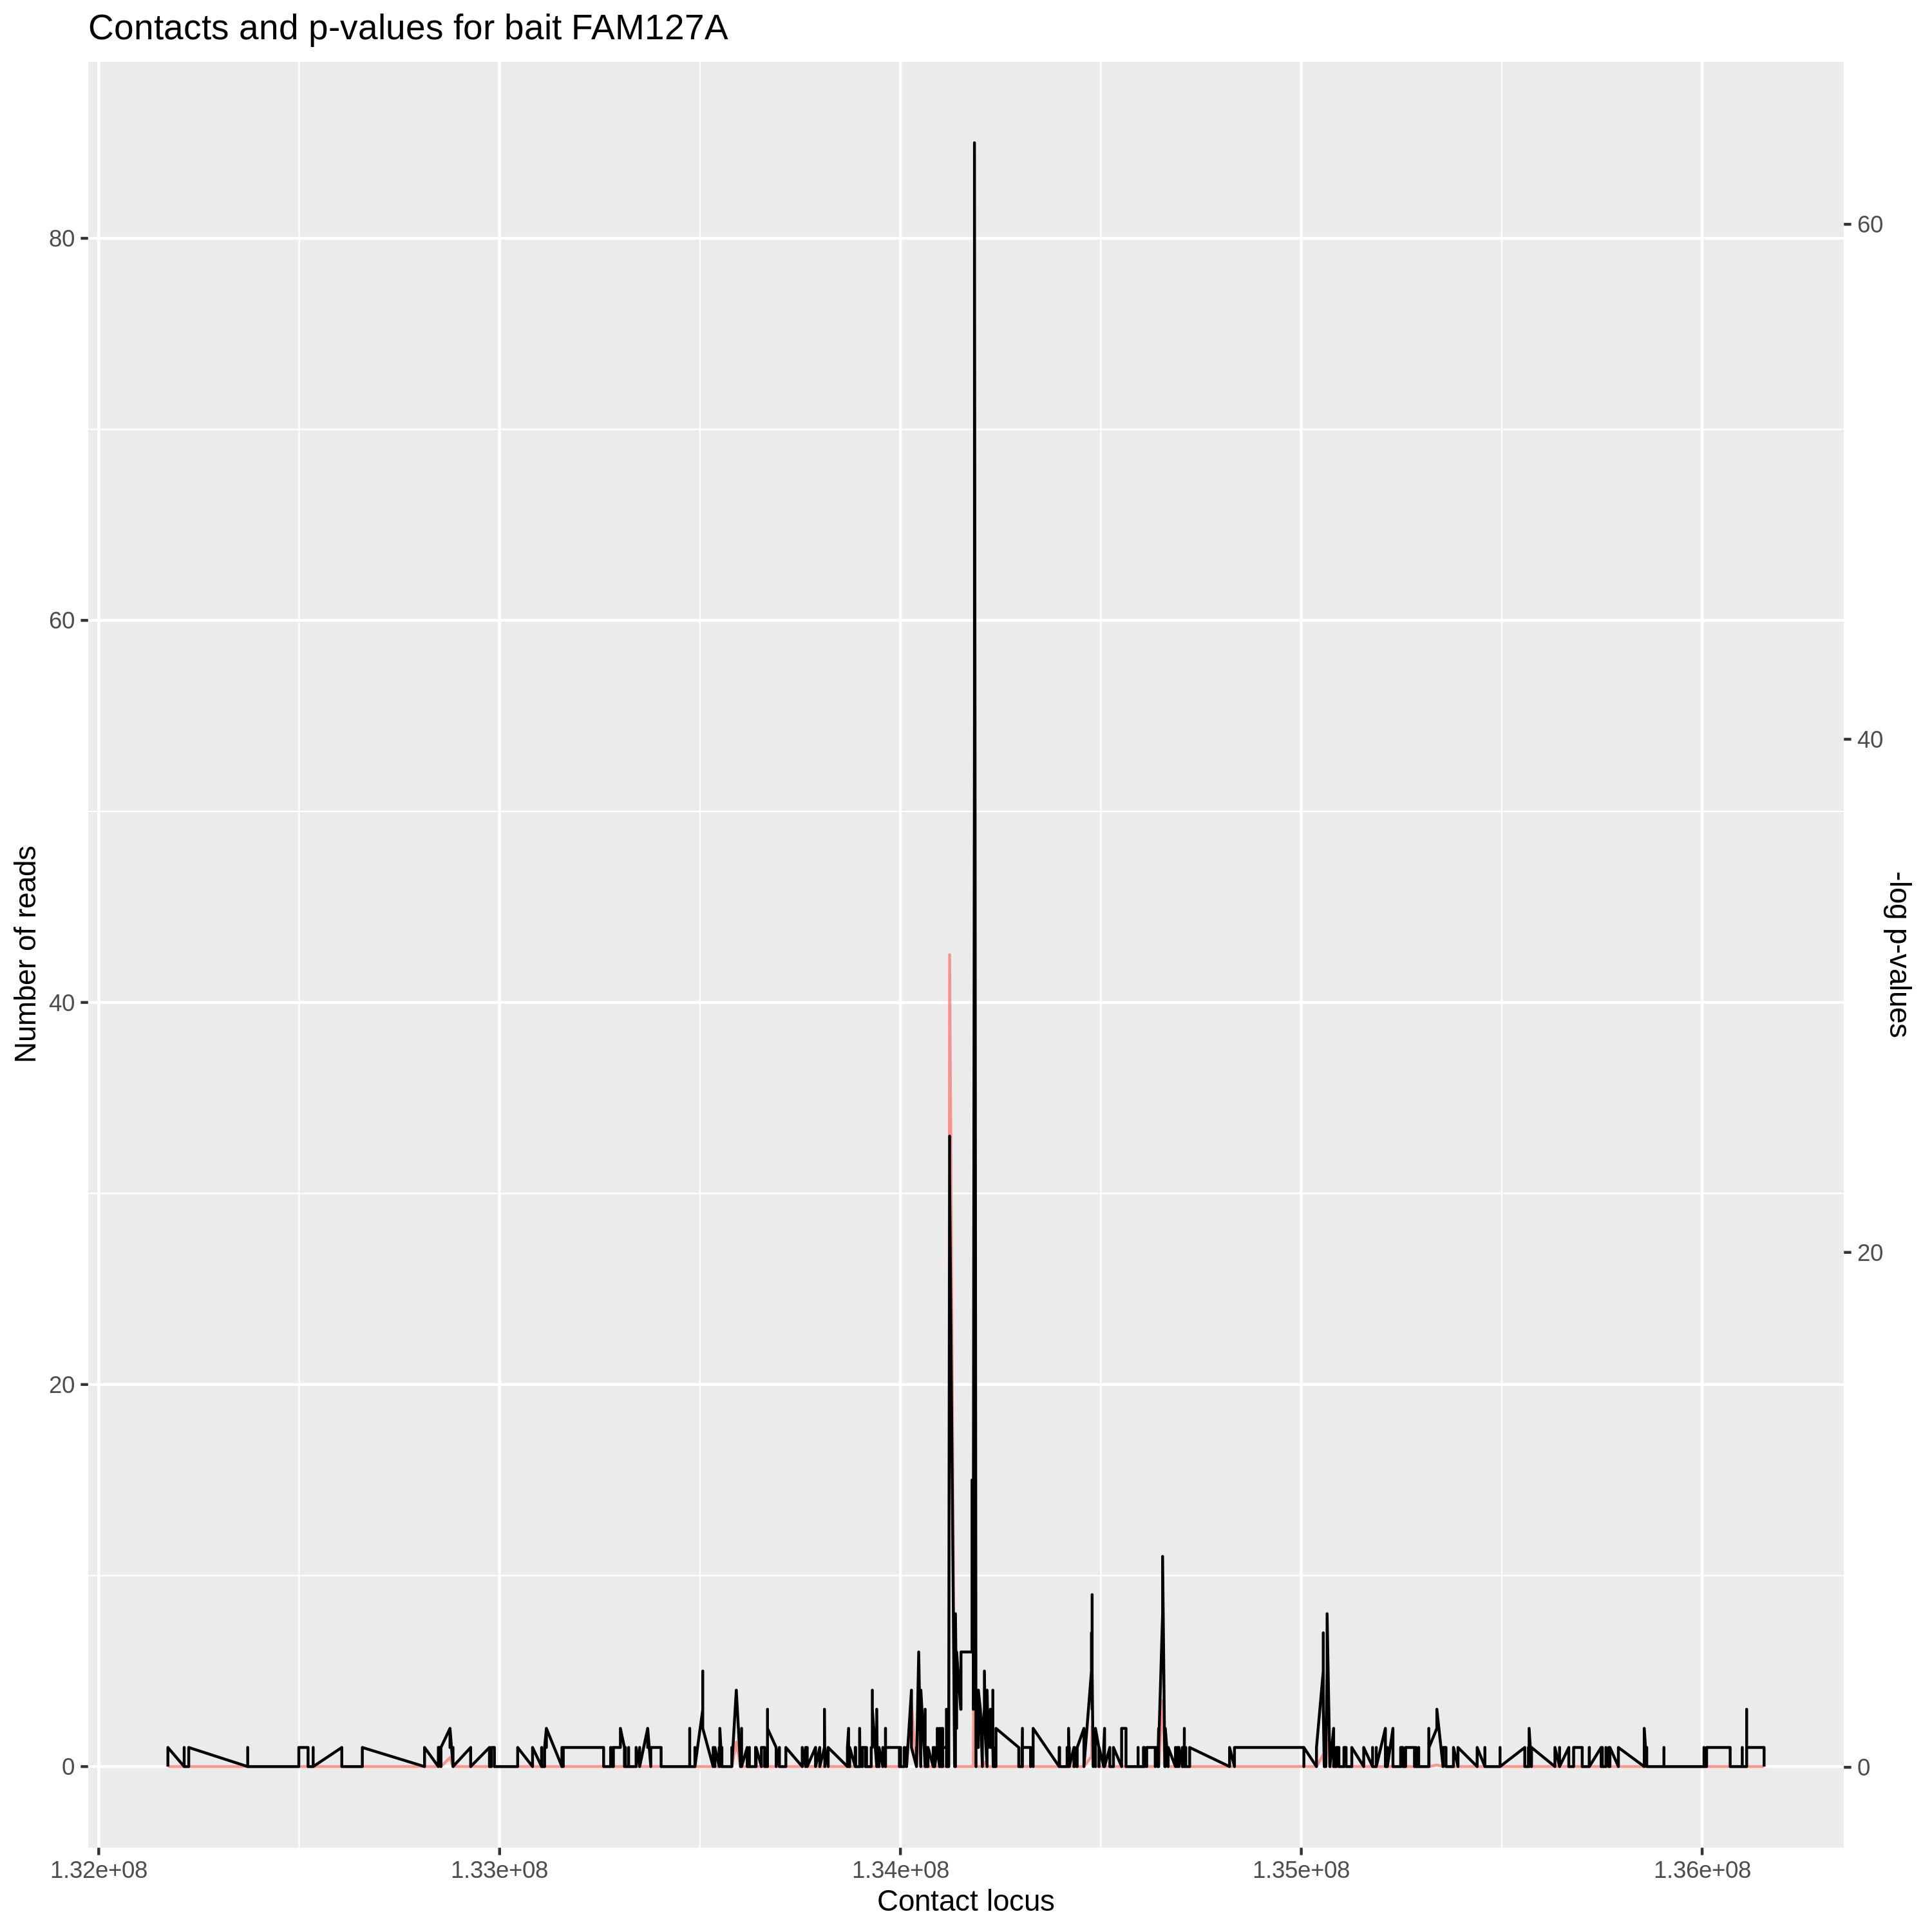 Contacts and p-values for bait FAM127A
80
60
40
20
0
Number of reads
60
40
20
0
-log p-values
1.32e+08
1.33e+08
1.34e+08
1.35e+08
1.36e+08
Contact locus